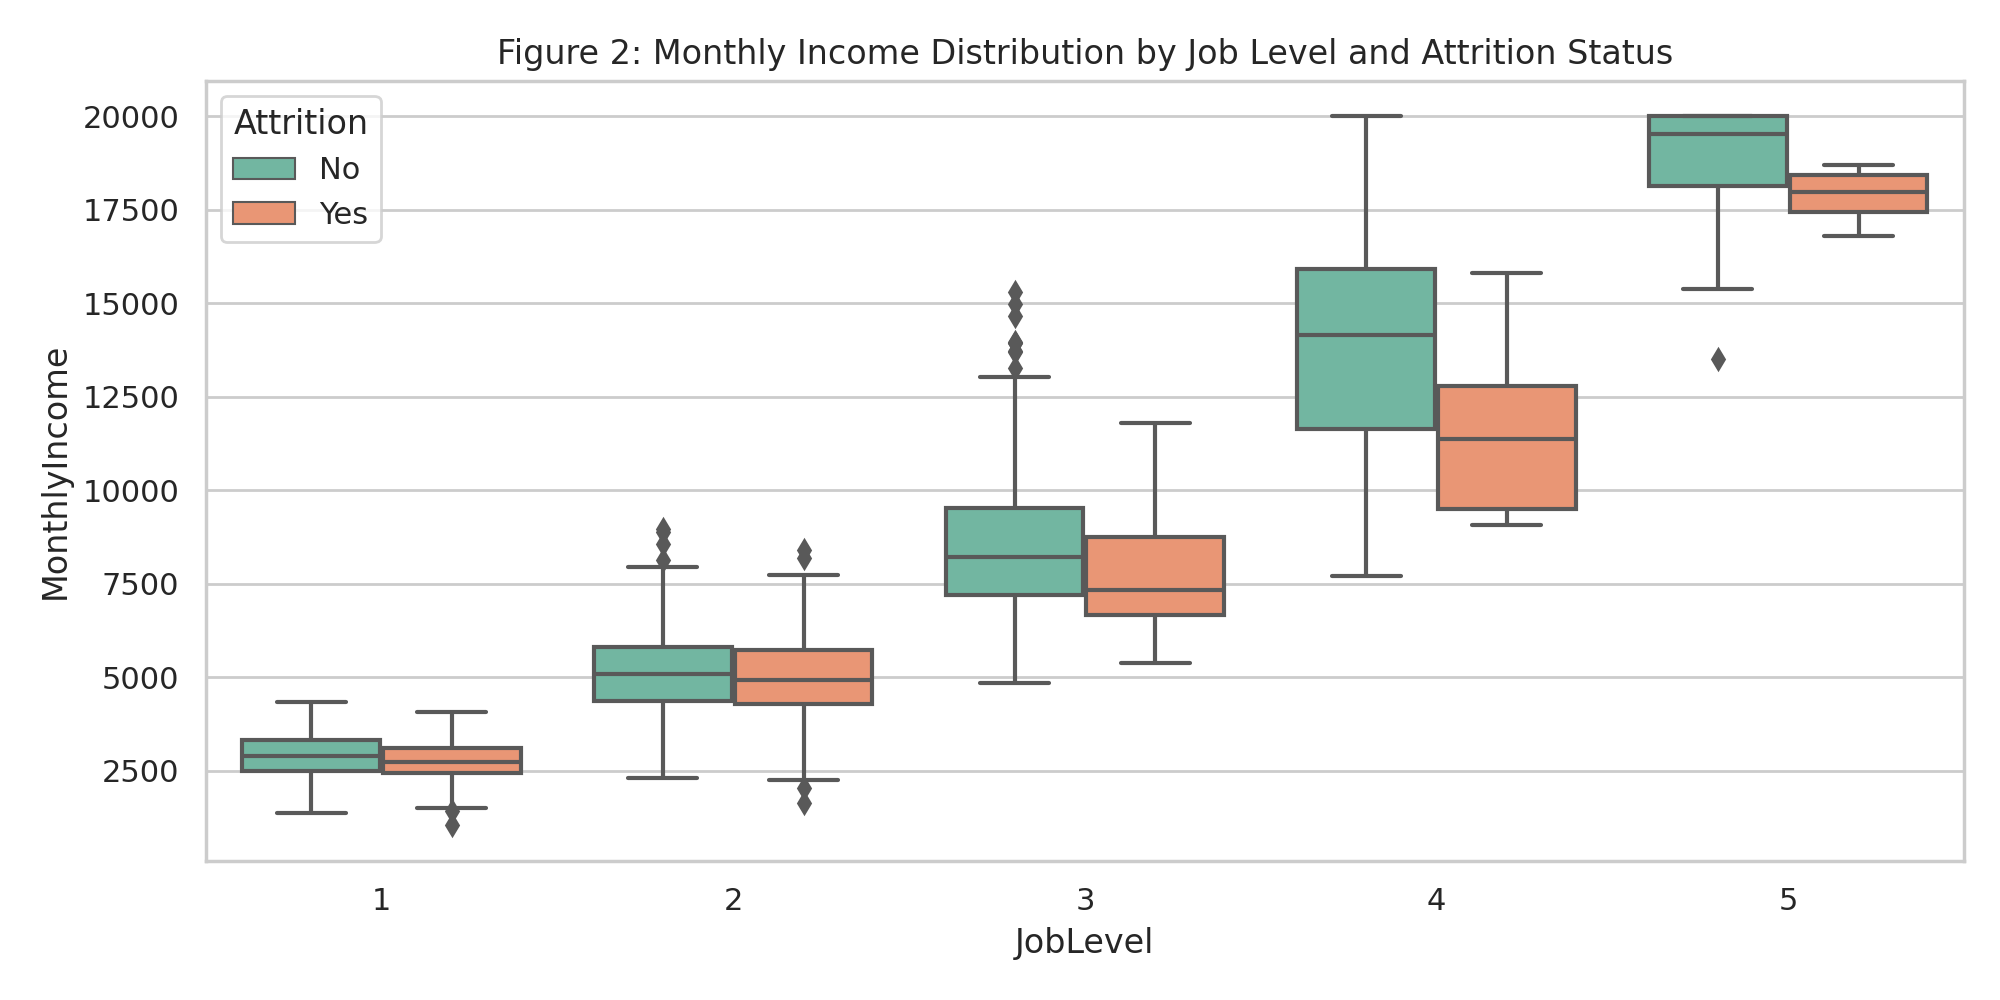 Figure 2: Monthly Income Distribution by Job Level and Attrition Status
Attrition
No
Yes
MonthlyIncome
20000
17500
15000
12500
10000
7500
5000
2500
1
2
3
4
5
JobLevel